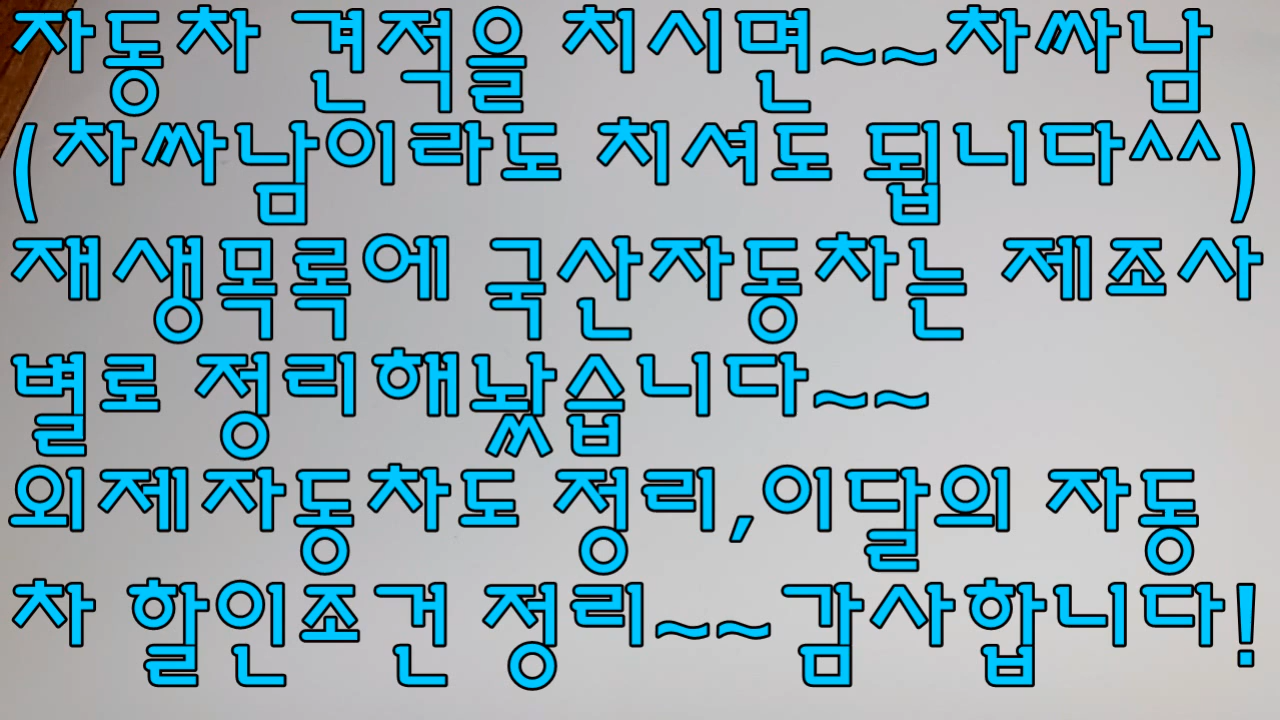 자동차 견적을 치시면~~차싸남
(차싸남이라도 치셔도 됩니다^^)
재생목록에 국산자동차는 제조사
별로 정리해놨습니다~~
외제자동차도 정리,이달의 자동
차 할인조건 정리~~감사합니다!